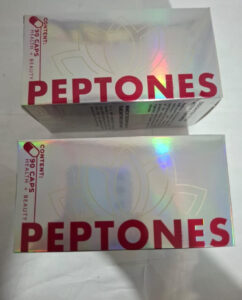 CONTENT:
90 CAPS
HEALTH + BEAUTY
PEPTONES
CONTENT:
90 CAPS
HEALTH + BEAUTY
PEPTONES